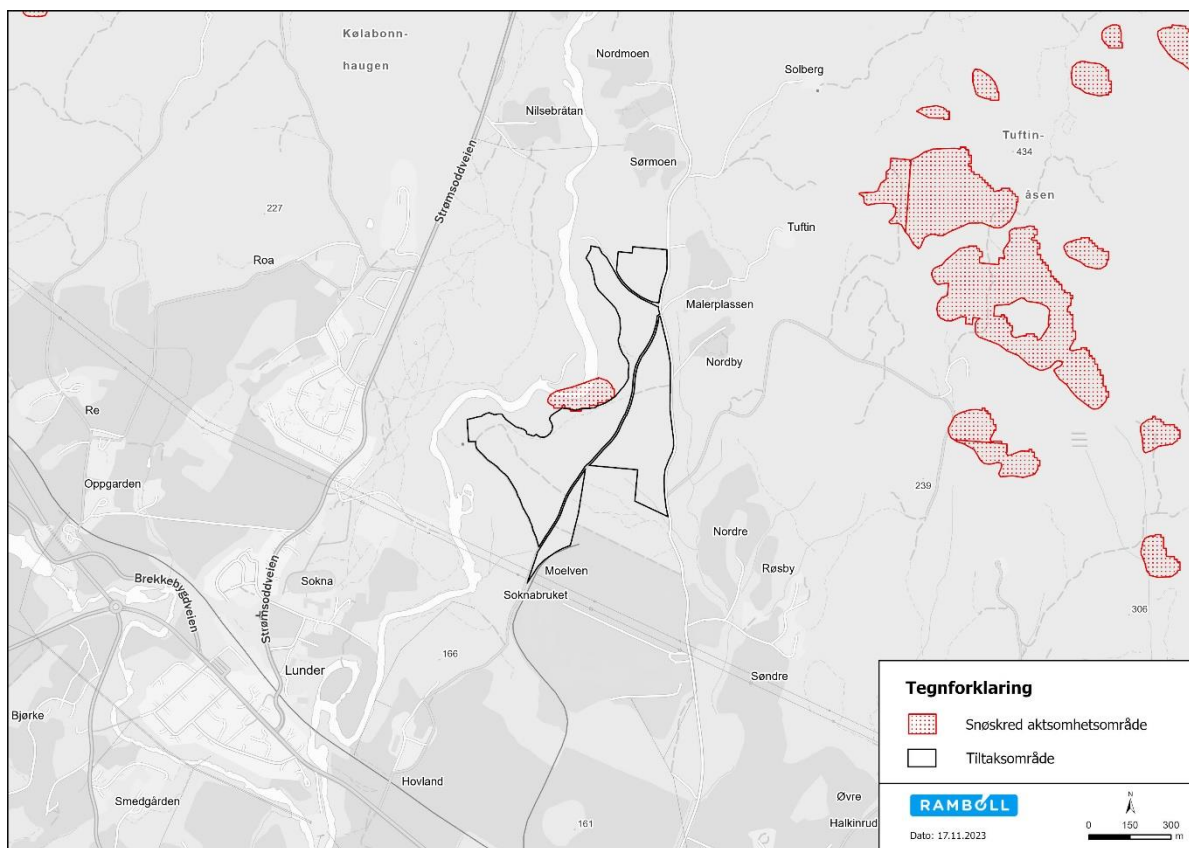 Kølabonn-
haugen
Nordmoen
Solberg
Nilsebråtan
Strømsoddveien
Sørmoen
Tuftin-
434
åsen
227
Tuftin
Roa
Malerplassen
Nordby
Re
Oppgarden
239
Nordre
Brekkebygdveien
Sokna
Moelven
Røsby
Strømsoddveien
Soknabruket
306
166
Lunder
Søndre
Bjørke
Hovland
Smedgården
161
Øvre
Halkinrud
Tegnforklaring
Snøskred aktsomhetsområde
Tiltaksområde
RAMBOLL
Dato: 17.11.2023
N
0 150 300
m